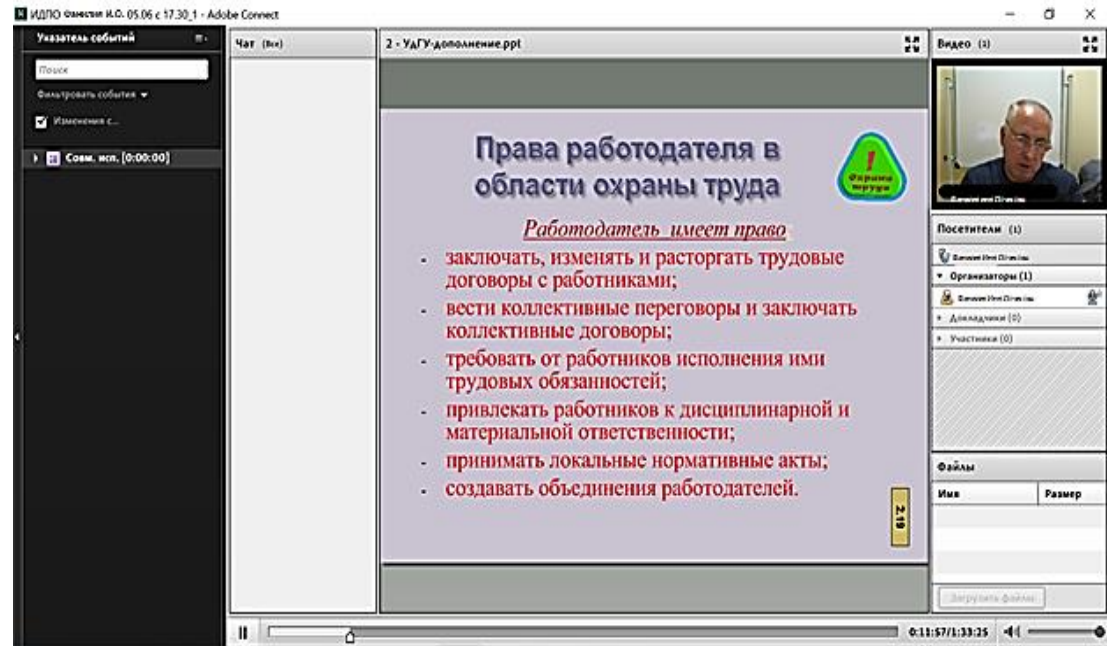 ИДПО Фамилия И.О. 05.06 с 17.30_1 - Adobe Connect
Указатель событий
Поиск
Фильтровать события
Изменения с...
Совм. исп. [0:00:00]
Чат (Все)
2 - УдГУ-дополнение.ppt
Права работодателя в
области охраны труда
1
Охрана
труда
Работодатель имеет право
- заключать, изменять и расторгать трудовые
договоры с работниками;
- вести коллективные переговоры и заключать
коллективные договоры;
- требовать от работников исполнения ими
трудовых обязанностей;
- привлекать работников к дисциплинарной и
материальной ответственности;
- принимать локальные нормативные акты;
- создавать объединения работодателей.
2.19
Видео (1)
Посетители (1)
Организаторы (1)
Докладчики (0)
Участники (0)
Файлы
Имя Размер
Загрузить файлы
0:11:57/1:33:25